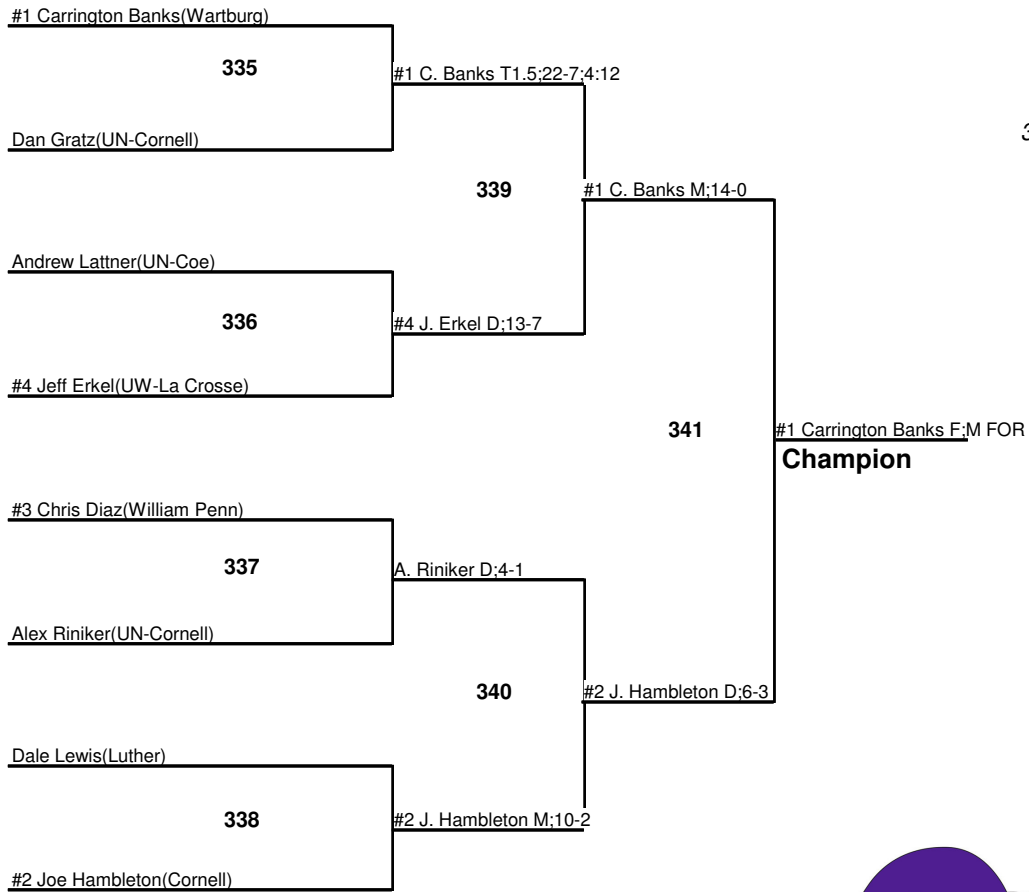 #1 Carrington Banks(Wartburg)
335
#1 C. Banks T1.5;22-7;4:12
Dan Gratz(UN-Cornell)
3
339
#1 C. Banks M;14-0
Andrew Lattner(UN-Coe)
336
#4 J. Erkel D;13-7
#4 Jeff Erkel(UW-La Crosse)
341
#1 Carrington Banks F;M FOR
Champion
#3 Chris Diaz(William Penn)
337
A. Riniker D;4-1
Alex Riniker(UN-Cornell)
340
#2 J. Hambleton D;6-3
Dale Lewis(Luther)
338
#2 J. Hambleton M;10-2
#2 Joe Hambleton(Cornell)